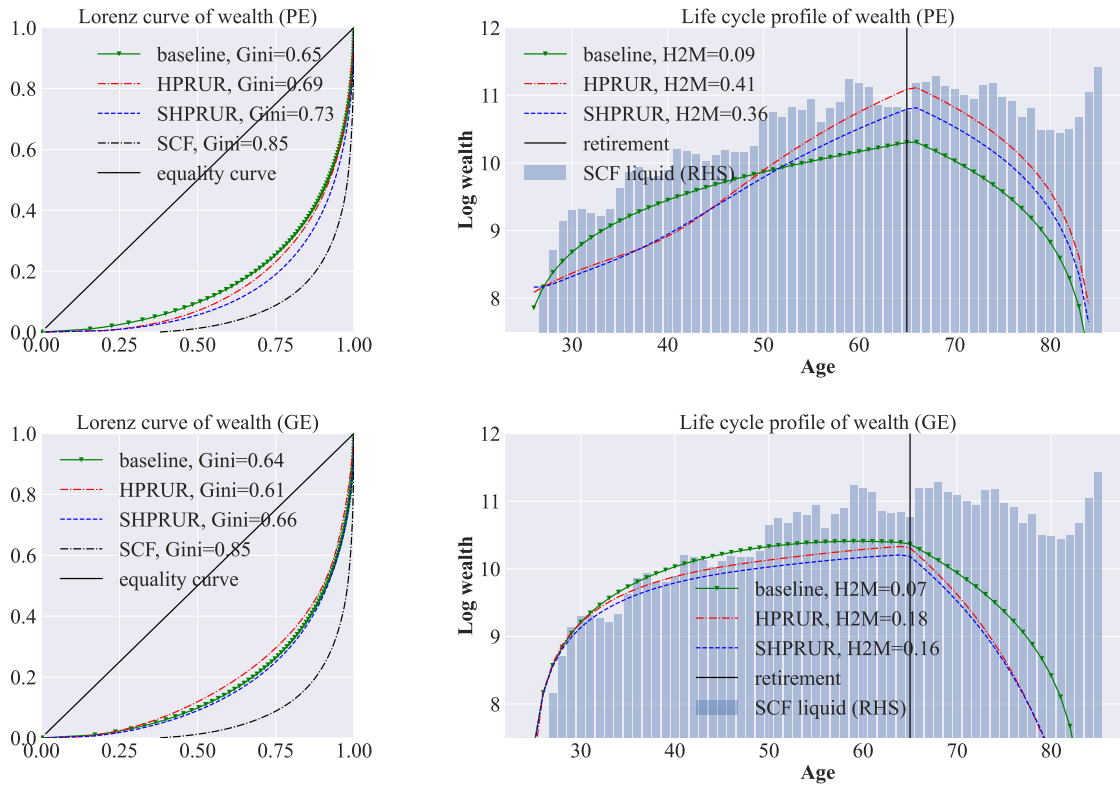 Lorenz curve of wealth (PE)
1.0
0.8
0.6
0.4
0.2
0.0
0.00 0.25 0.50 0.75 1.00
baseline, Gini=0.65
HPRUR, Gini=0.69
SHPRUR, Gini=0.73
SCF, Gini=0.85
equality curve
Life cycle profile of wealth (PE)
12
11
10
9
8
Log wealth
baseline, H2M=0.09
HPRUR, H2M=0.41
SHPRUR, H2M=0.36
retirement
SCF liquid (RHS)
30 40 50 60 70 80
Age
Lorenz curve of wealth (GE)
1.0
0.8
0.6
0.4
0.2
0.0
0.00 0.25 0.50 0.75 1.00
baseline, Gini=0.64
HPRUR, Gini=0.61
SHPRUR, Gini=0.66
SCF, Gini=0.85
equality curve
Life cycle profile of wealth (GE)
12
11
10
9
8
Log wealth
baseline, H2M=0.07
HPRUR, H2M=0.18
SHPRUR, H2M=0.16
retirement
SCF liquid (RHS)
30 40 50 60 70 80
Age